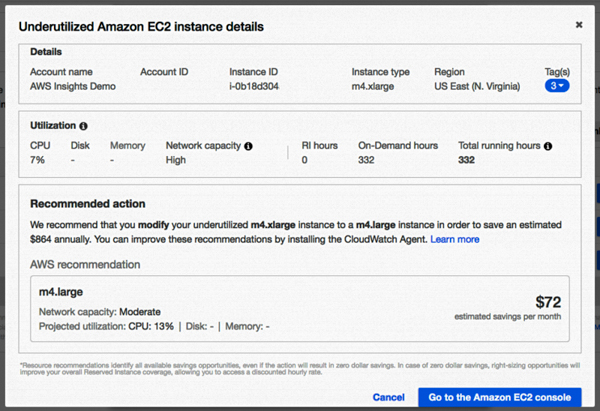 Underutilized Amazon EC2 instance details
Details
Account name Account ID Instance ID Instance type Region Tag(s)
AWS Insights Demo i-0b18d304 m4.xlarge US East (N. Virginia) 3
Utilization
CPU Disk Memory Network capacity RI hours On-Demand hours Total running hours
7% - - High 0 332 332
Recommended action
We recommend that you modify your underutilized m4.xlarge instance to a m4.large instance in order to save an estimated
$864 annually. You can improve these recommendations by installing the CloudWatch Agent. Learn more
AWS recommendation
m4.large
Network capacity: Moderate
Projected utilization: CPU: 13% | Disk: - | Memory: -
$72
estimated savings per month
*Resource recommendations identify all available savings opportunities, even if the action will result in zero dollar savings. In case of zero dollar savings, right-sizing opportunities will
improve your overall Reserved Instance coverage, allowing you to access a discounted hourly rate.
Cancel Go to the Amazon EC2 console